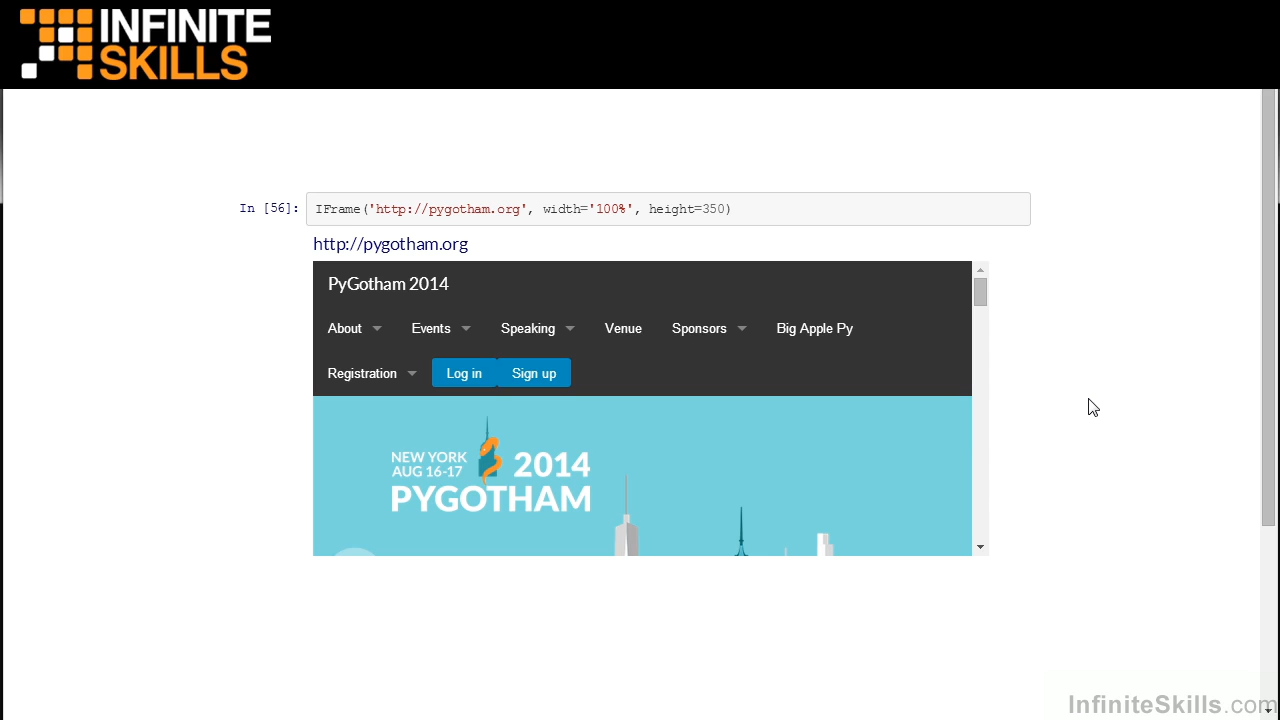 INFINITE
SKILLS
In [56]: IFrame('http://pygotham.org', width='100%', height=350)
http://pygotham.org
PyGotham 2014
About Events Speaking Venue Sponsors Big Apple Py
Registration Log in Sign up
NEW YORK
AUG 16-17
2014
PYGOTHAM
InfiniteSkills.com